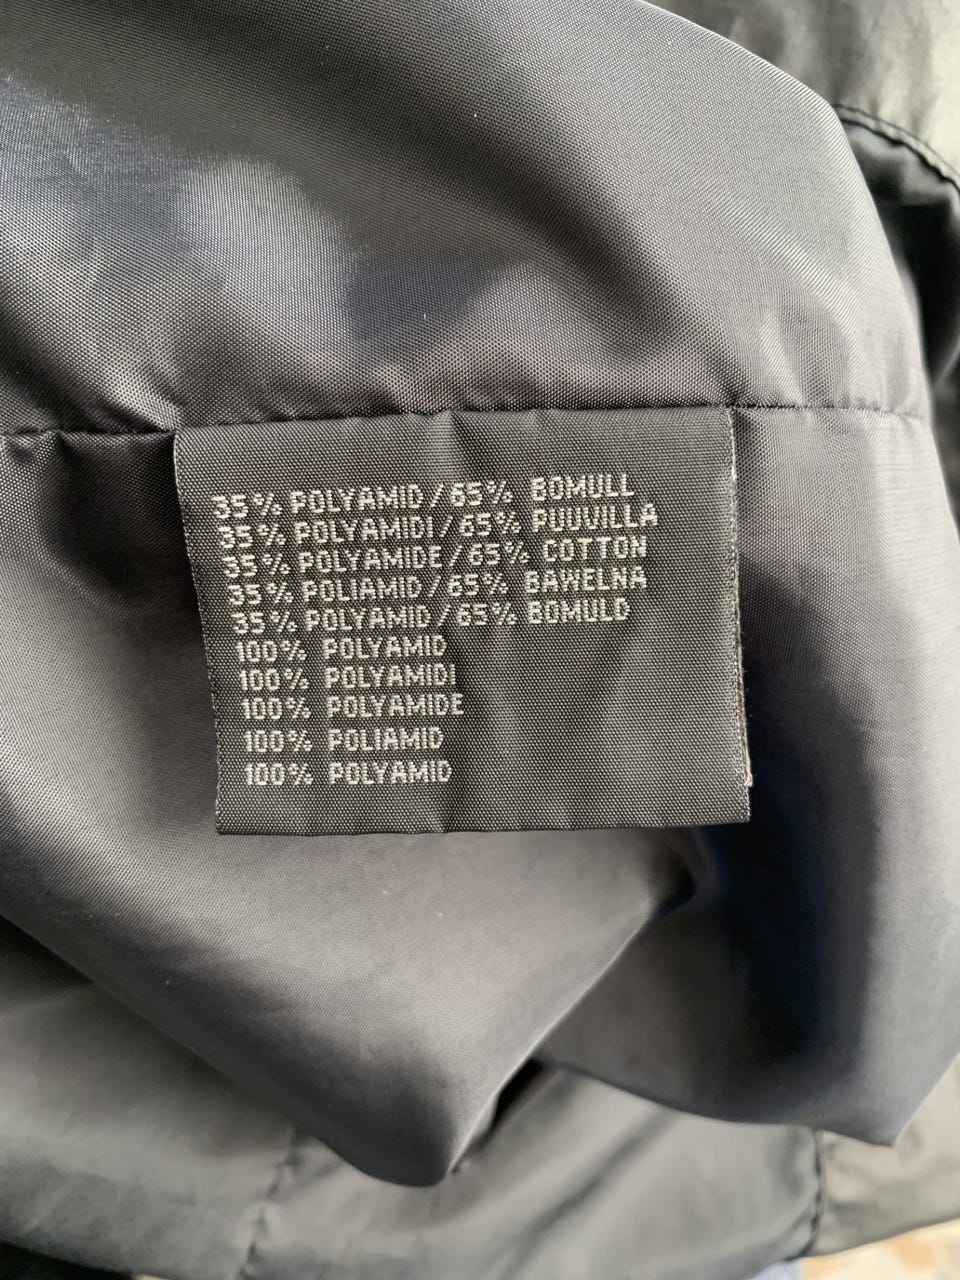 35% POLYAMID/65% BOMULL
35% POLYAMIDI/65% PUUVILLA
35% POLYAMIDE/65% COTTON
35% POLIAMID/65% BAWELNA
35% POLYAMID/65% BOMULD
100% POLYAMID
100% POLYAMIDI
100% POLYAMIDE
100% POLIAMID
100% POLYAMID